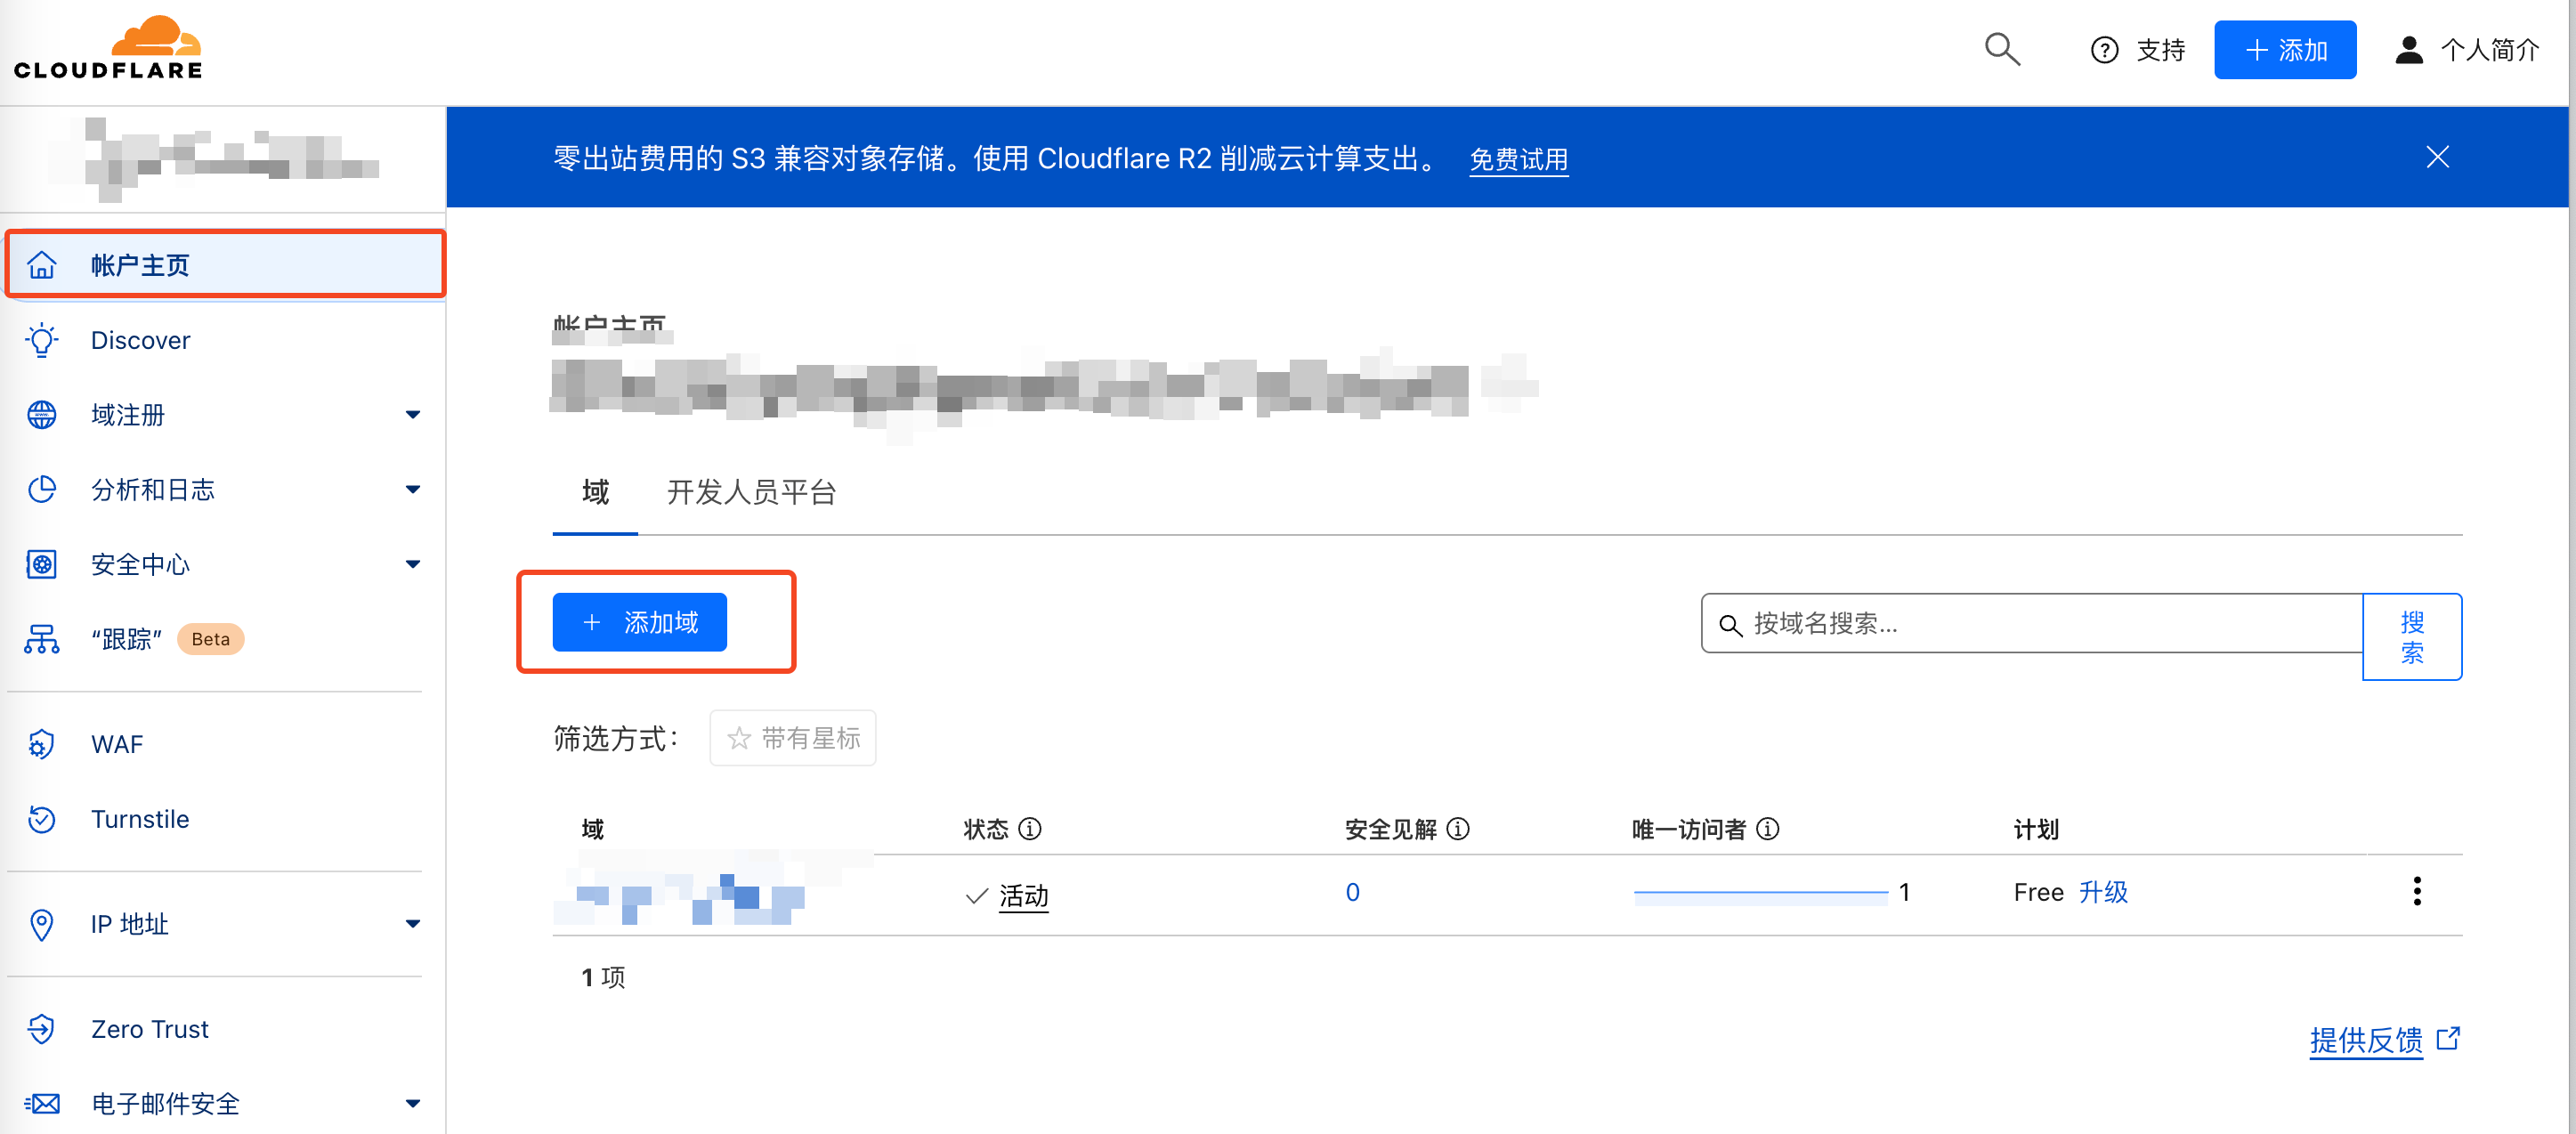 CLOUDFLARE
支持
添加
个人简介
零出站费用的 S3 兼容对象存储。使用 Cloudflare R2 削减云计算支出。 免费试用
帐户主页
Discover
域注册
分析和日志
安全中心
“跟踪” Beta
WAF
Turnstile
IP 地址
Zero Trust
电子邮件安全
帐户主页
域 开发人员平台
添加域
按域名搜索...
搜
索
筛选方式：
带有星标
域 状态 安全见解 唯一访问者 计划
活动 0 1 Free 升级
1 项
提供反馈